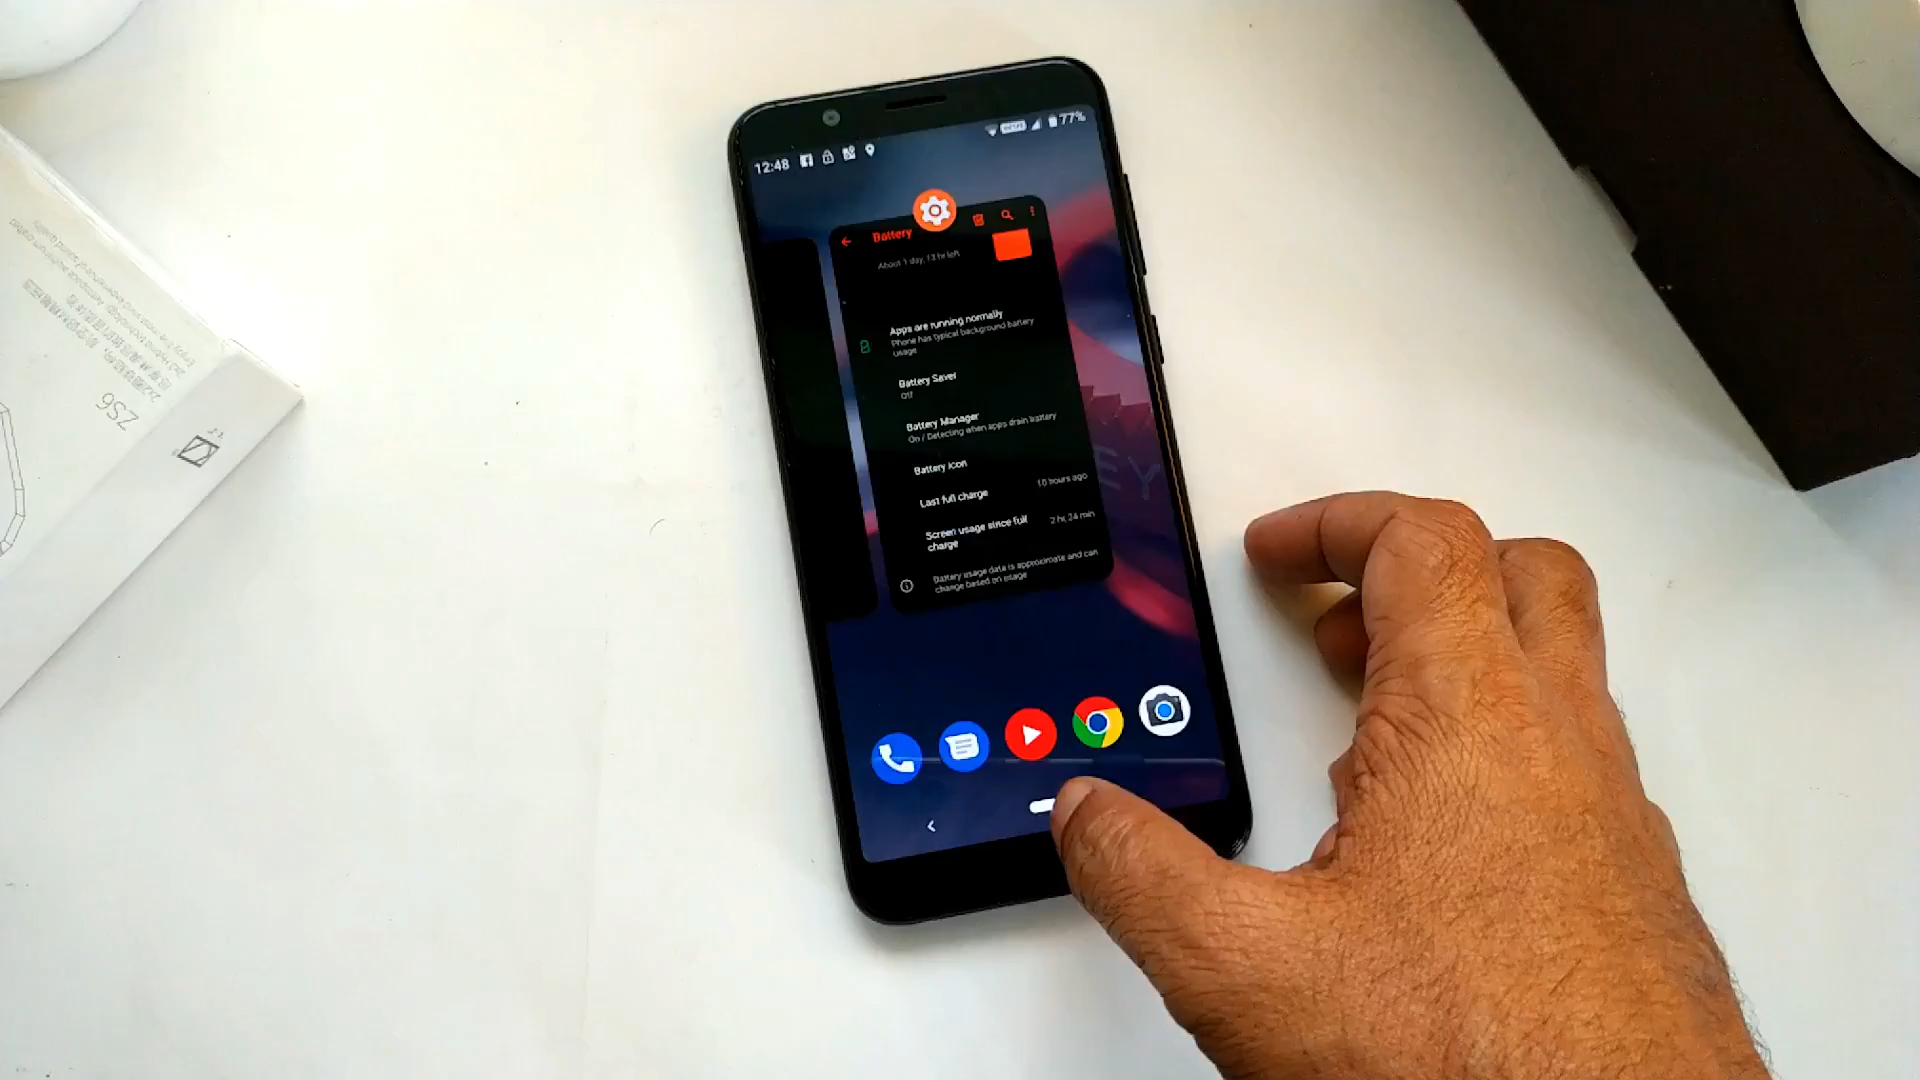 12:48
77%
Battery
About 1 day, 13 hr left
Apps are running normally
Phone has typical background battery
usage
Battery Saver
Off
Battery Manager
On / Detecting when apps drain battery
Battery icon
Last full charge
10 hours ago
Screen usage since full
charge
2 hr, 24 min
Battery usage data is approximate and can
change based on usage
EY
ZS6
KZ